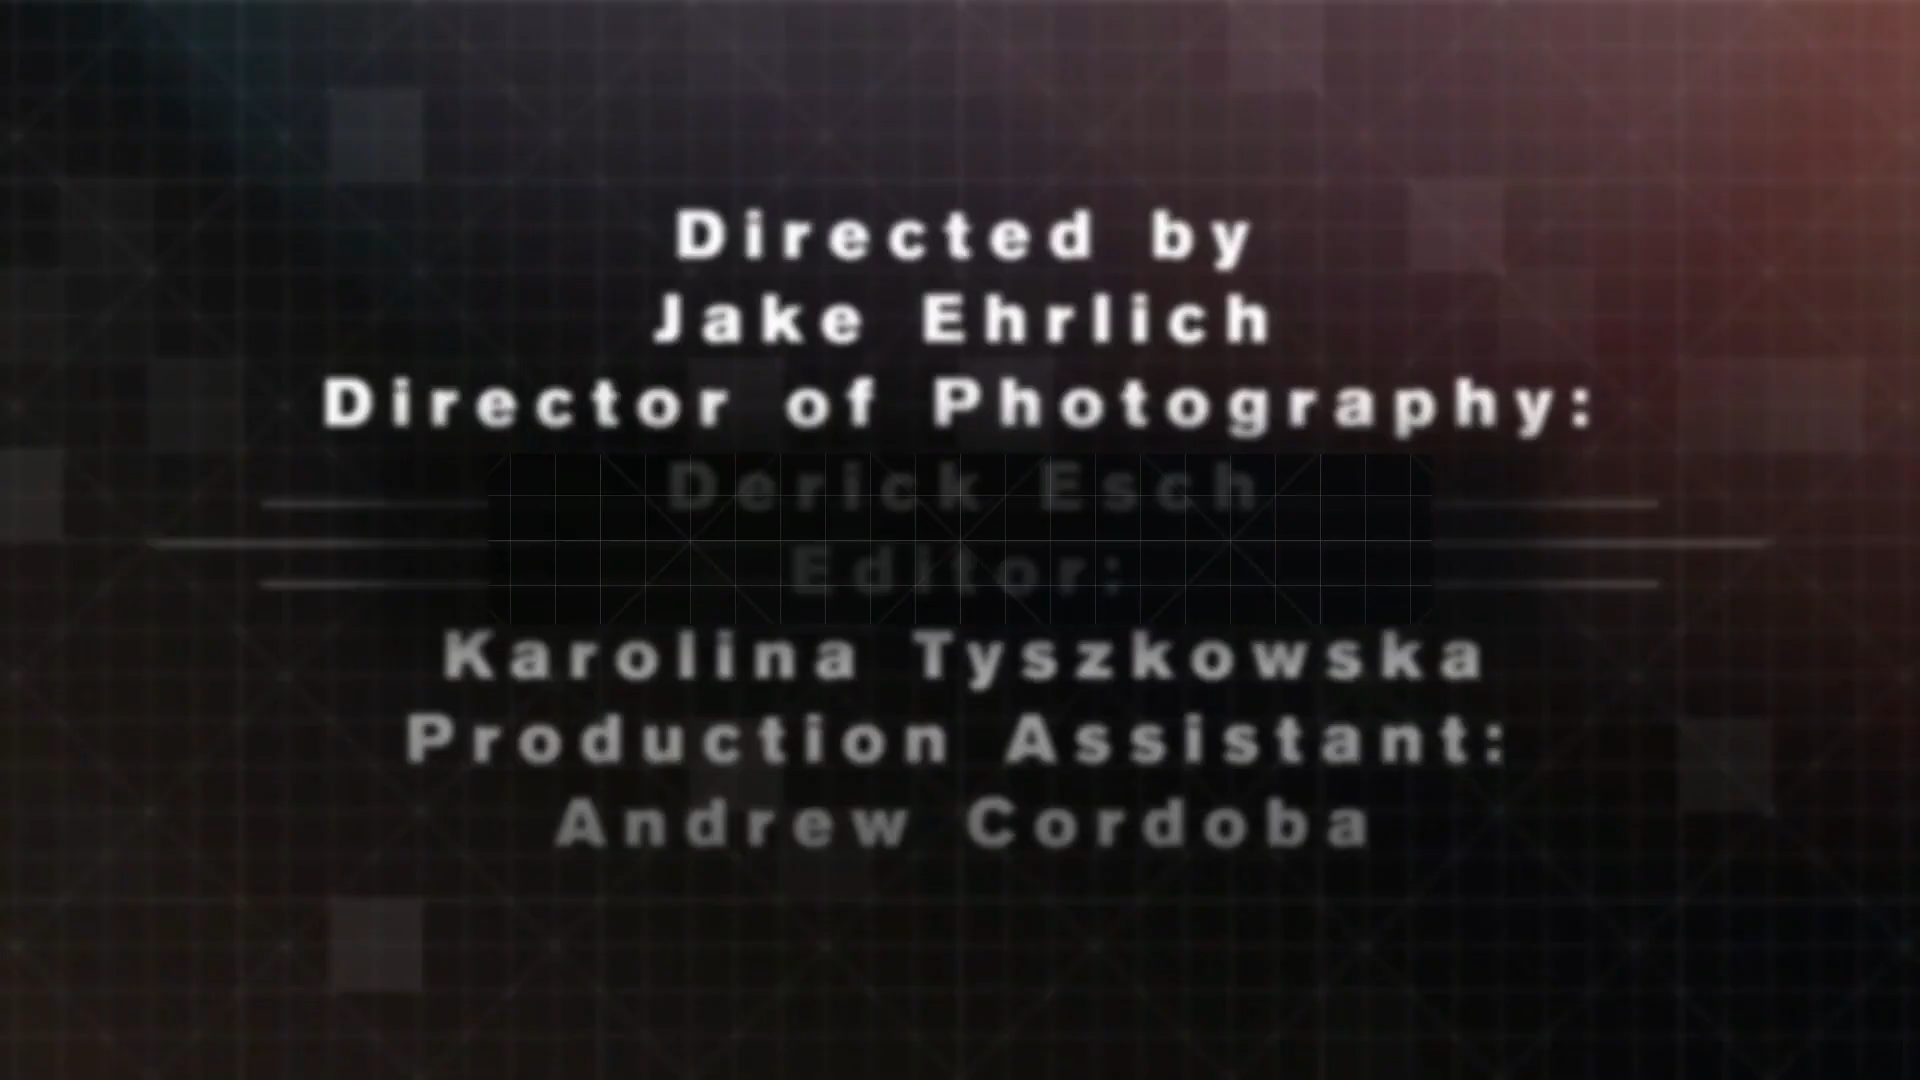 Directed by
Jake Ehrlich
Director of Photography:
Derick Esch
Editor:
Karolina Tyszkowska
Production Assistant:
Andrew Cordoba